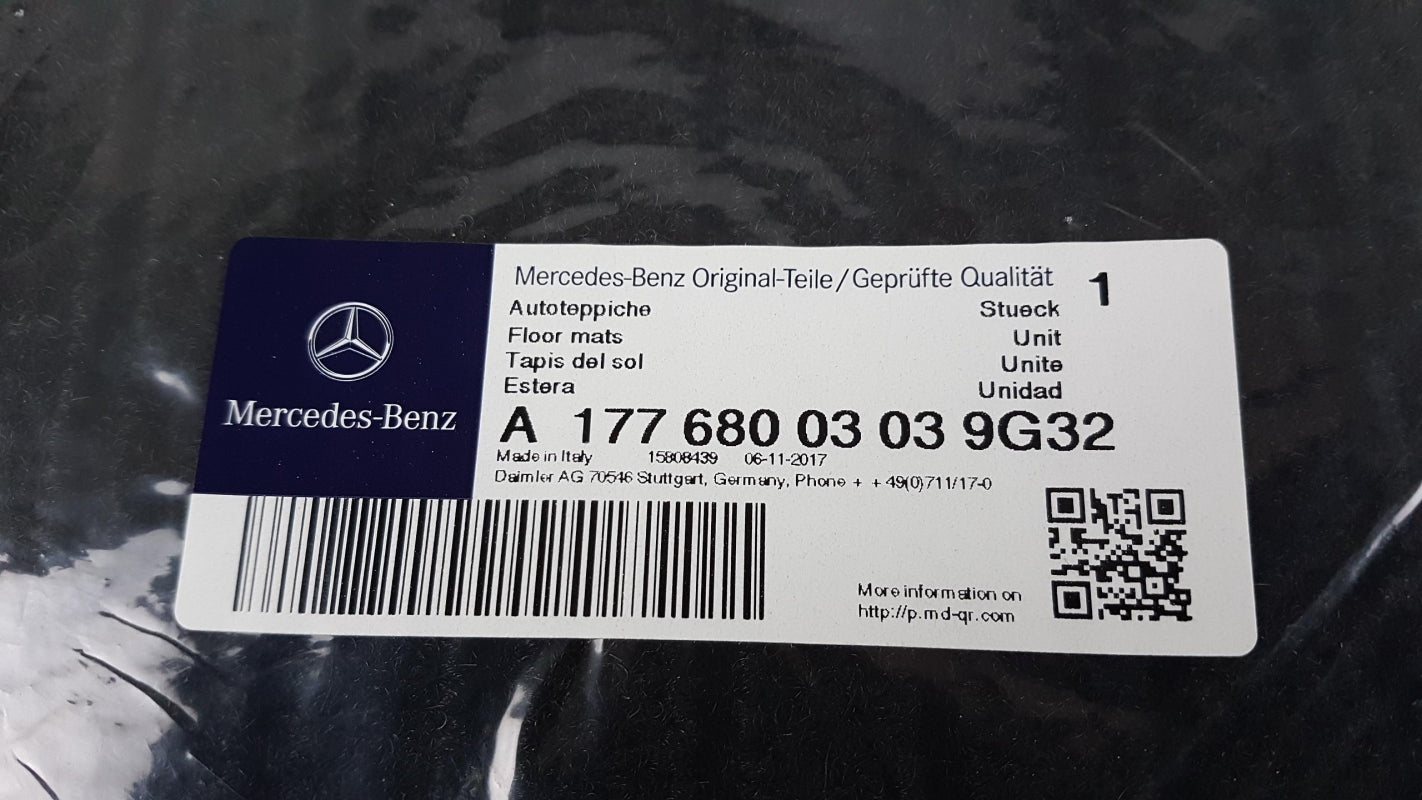 Mercedes-Benz
Mercedes-Benz Original-Teile/Geprüfte Qualität
1
Autoteppiche Stueck
Floor mats Unit
Tapis del sol Unite
Estera Unidad
A 177 680 03 03 9G32
Made in Italy 15808439 06-11-2017
Daimler AG 70546 Stuttgart, Germany, Phone + + 49(0)711/17-0
More information on
http://p.md-qr.com